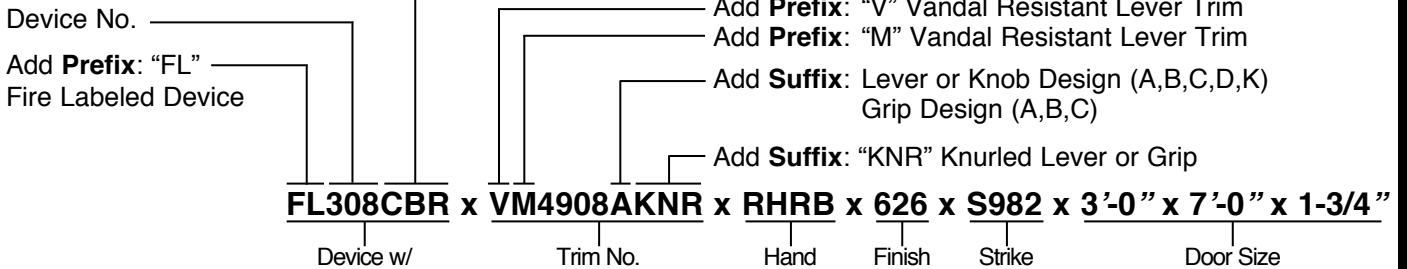 Device No.
Add Prefix: “FL”
Fire Labeled Device
Add Prefix: “V” Vandal Resistant Lever Trim
Add Prefix: “M” Vandal Resistant Lever Trim
Add Suffix: Lever or Knob Design (A,B,C,D,K)
Grip Design (A,B,C)
Add Suffix: “KNR” Knurled Lever or Grip
FL308CBR x VM4908AKNR x RHRB x 626 x S982 x 3’-0” x 7’-0” x 1-3/4”
Device w/ Trim No. Hand Finish Strike Door Size